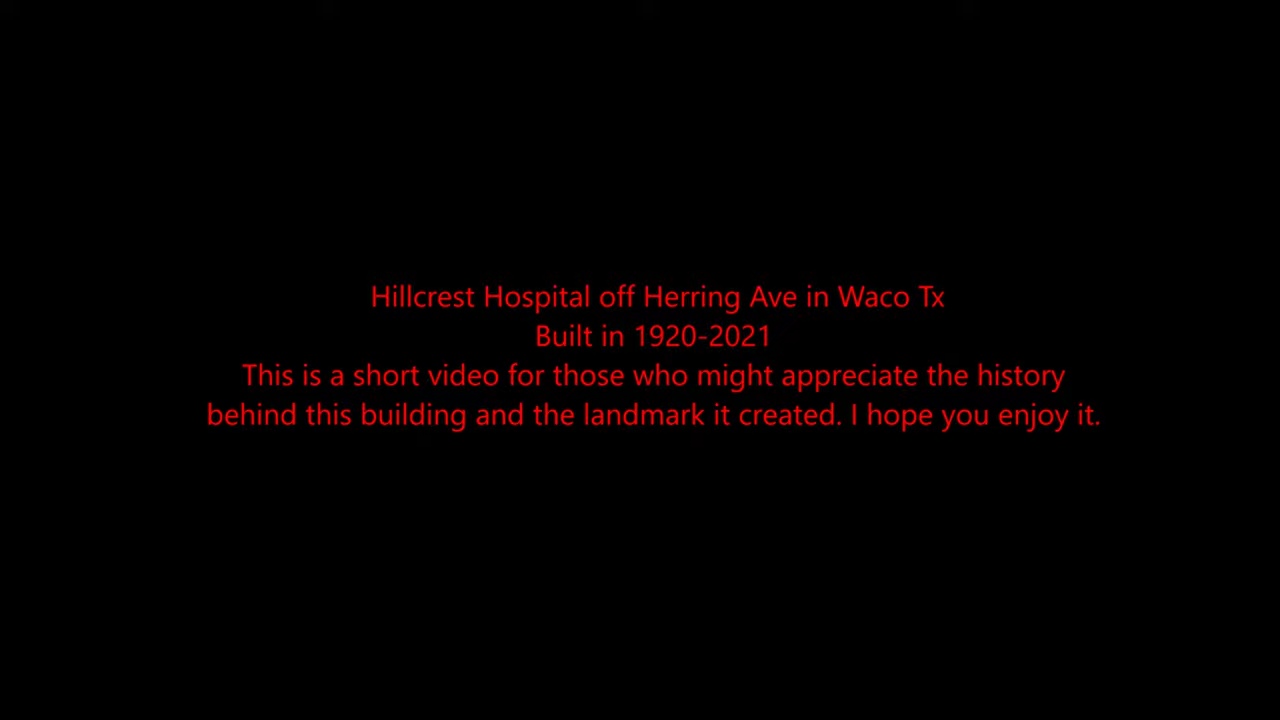 Hillcrest Hospital off Herring Ave in Waco Tx
Built in 1920-2021
This is a short video for those who might appreciate the history
behind this building and the landmark it created. I hope you enjoy it.